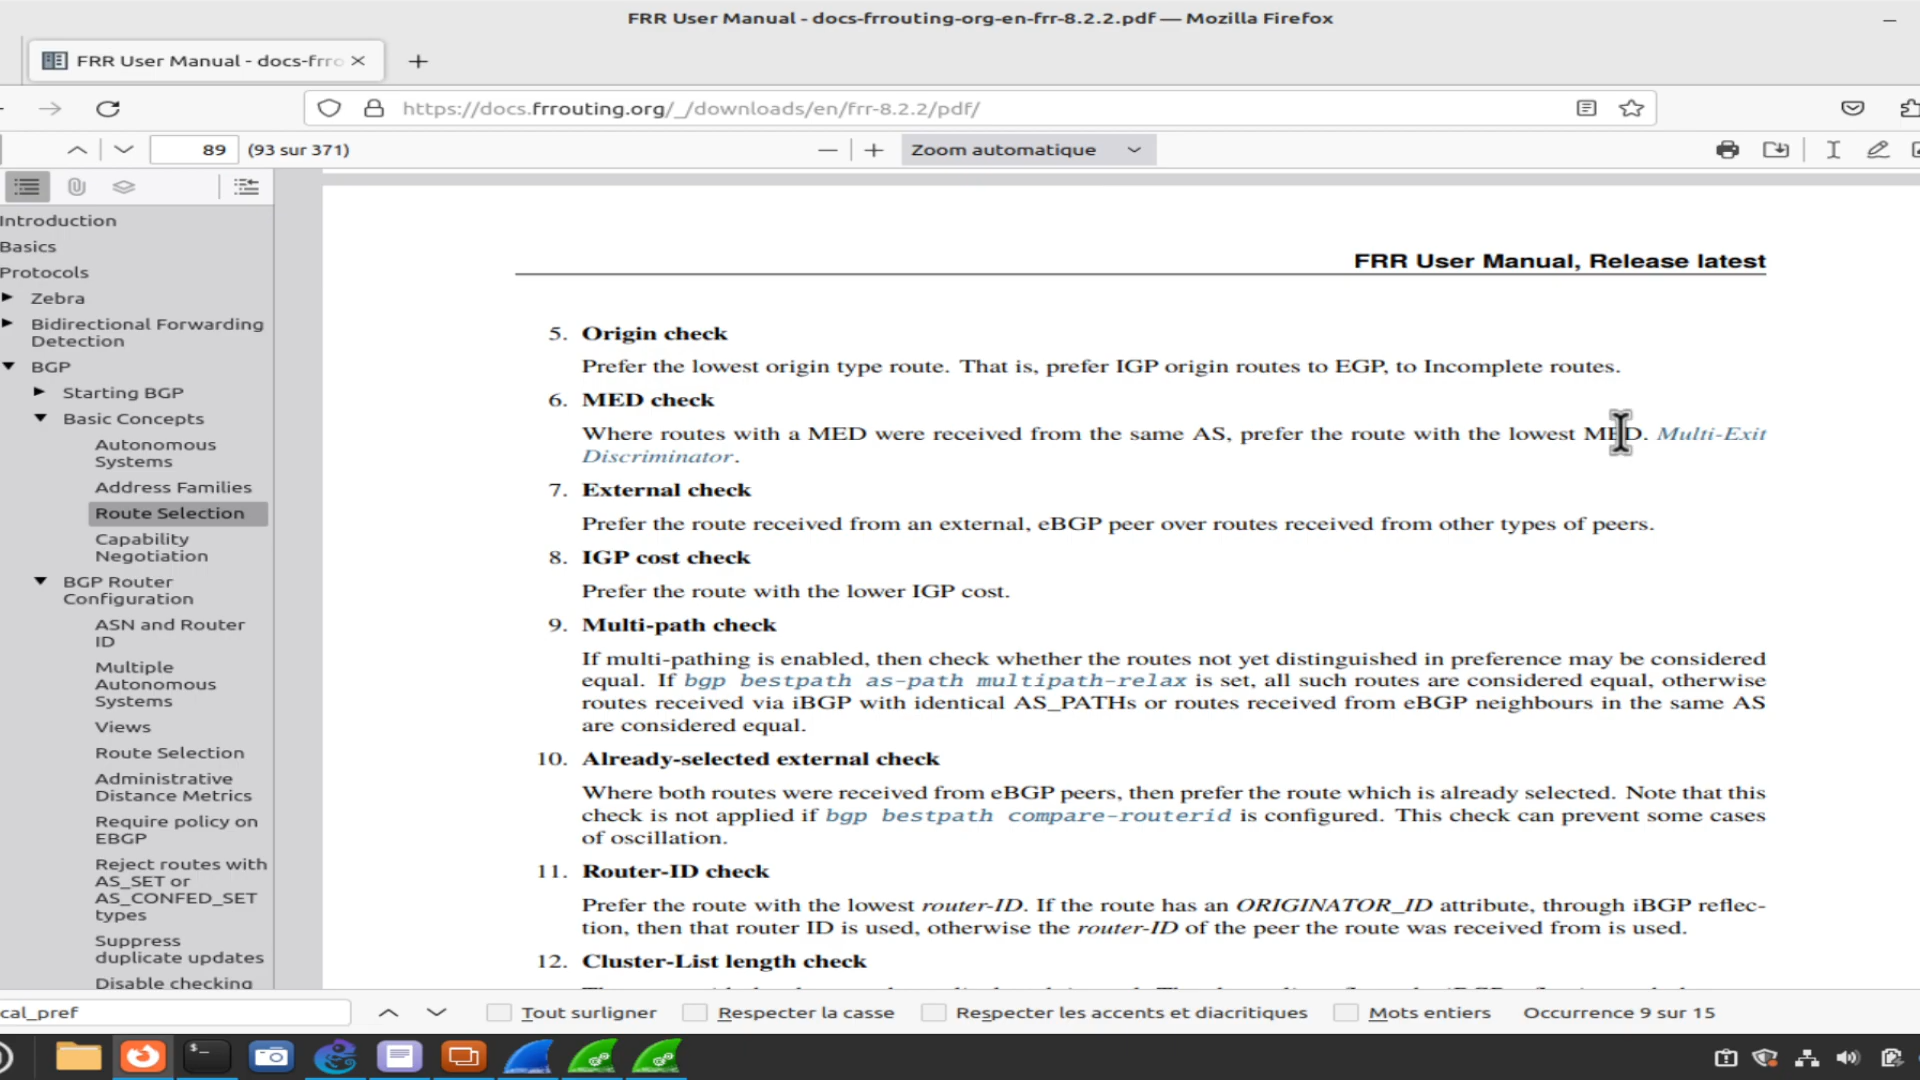 FRR User Manual - docs-frrouting-org-en-frr-8.2.2.pdf — Mozilla Firefox
FRR User Manual - docs-frro
https://docs.frrouting.org/_/downloads/en/frr-8.2.2/pdf/
89 (93 sur 371)
Zoom automatique
Introduction
Basics
Protocols
Zebra
Bidirectional Forwarding
Detection
BGP
Starting BGP
Basic Concepts
Autonomous
Systems
Address Families
Route Selection
Capability
Negotiation
BGP Router
Configuration
ASN and Router
ID
Multiple
Autonomous
Systems
Views
Route Selection
Administrative
Distance Metrics
Require policy on
EBGP
Reject routes with
AS_SET or
AS_CONFED_SET
types
Suppress
duplicate updates
Disable checking
FRR User Manual, Release latest
5. Origin check
Prefer the lowest origin type route. That is, prefer IGP origin routes to EGP, to Incomplete routes.
6. MED check
Where routes with a MED were received from the same AS, prefer the route with the lowest MED. Multi-Exit
Discriminator.
7. External check
Prefer the route received from an external, eBGP peer over routes received from other types of peers.
8. IGP cost check
Prefer the route with the lower IGP cost.
9. Multi-path check
If multi-pathing is enabled, then check whether the routes not yet distinguished in preference may be considered
equal. If bgp bestpath as-path multipath-relax is set, all such routes are considered equal, otherwise
routes received via iBGP with identical AS_PATHs or routes received from eBGP neighbours in the same AS
are considered equal.
10. Already-selected external check
Where both routes were received from eBGP peers, then prefer the route which is already selected. Note that this
check is not applied if bgp bestpath compare-routerid is configured. This check can prevent some cases
of oscillation.
11. Router-ID check
Prefer the route with the lowest router-ID. If the route has an ORIGINATOR_ID attribute, through iBGP reflec-
tion, then that router ID is used, otherwise the router-ID of the peer the route was received from is used.
12. Cluster-List length check
cal_pref
Tout surligner
Respecter la casse
Respecter les accents et diacritiques
Mots entiers
Occurrence 9 sur 15